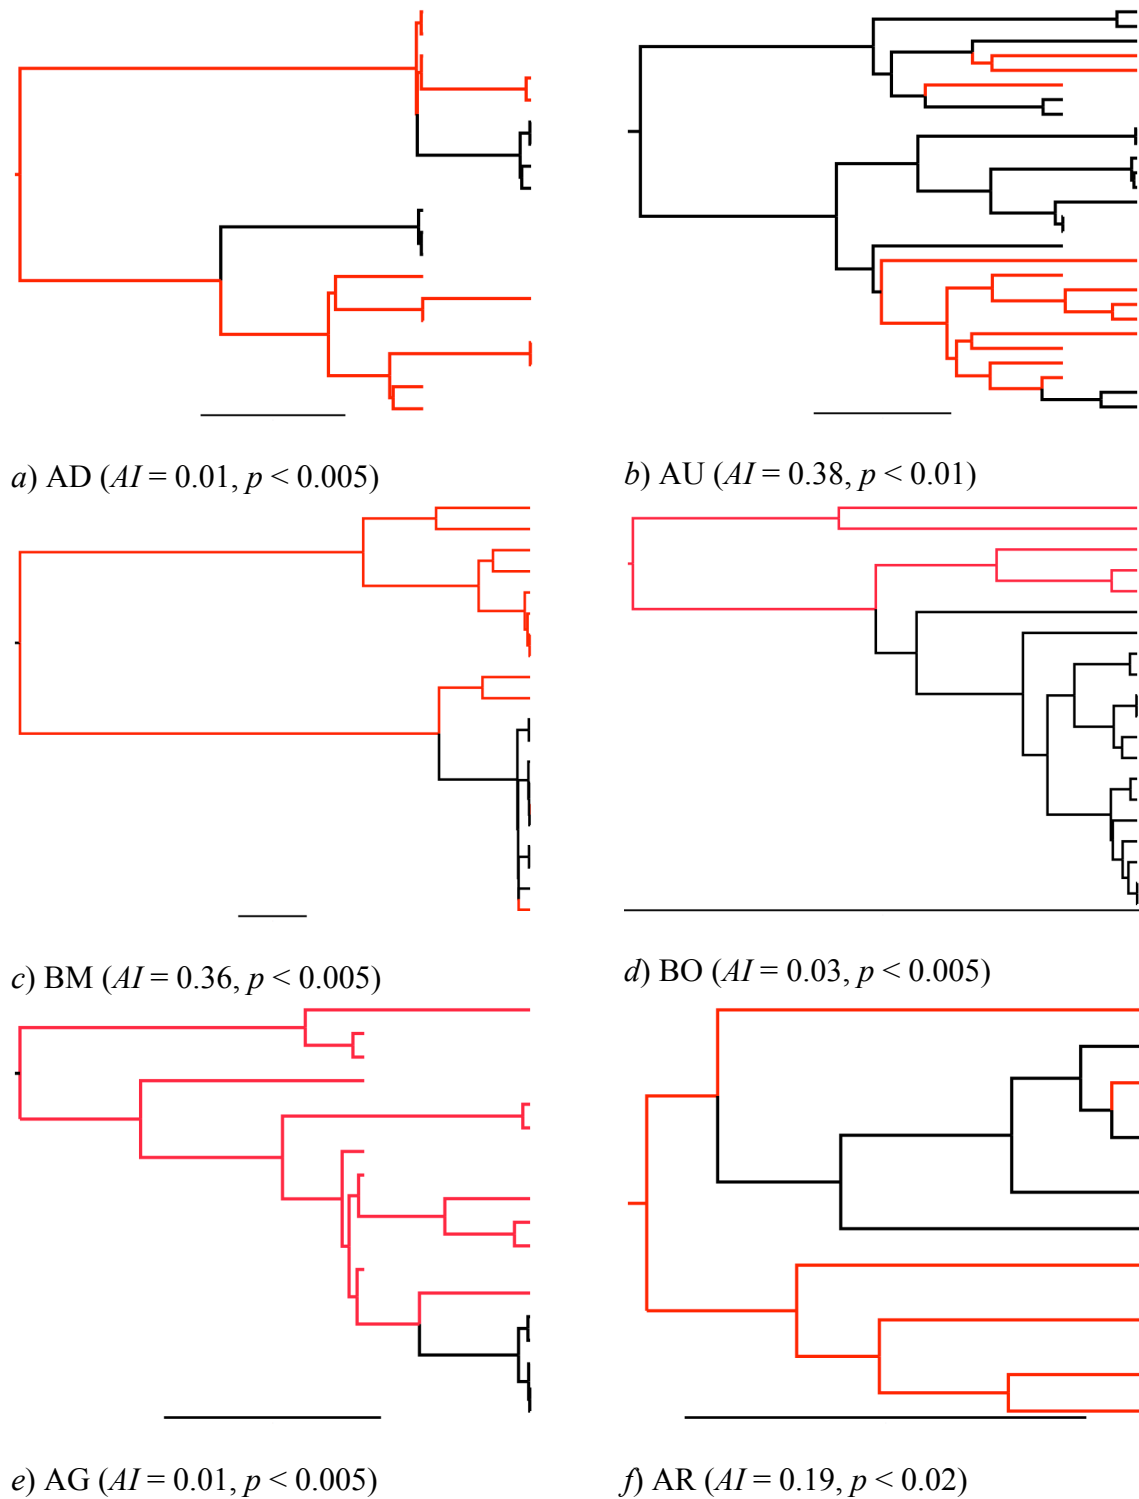 a) AD (AI = 0.01, p < 0.005)
b) AU (AI = 0.38, p < 0.01)
c) BM (AI = 0.36, p < 0.005)
d) BO (AI = 0.03, p < 0.005)
e) AG (AI = 0.01, p < 0.005)
f) AR (AI = 0.19, p < 0.02)